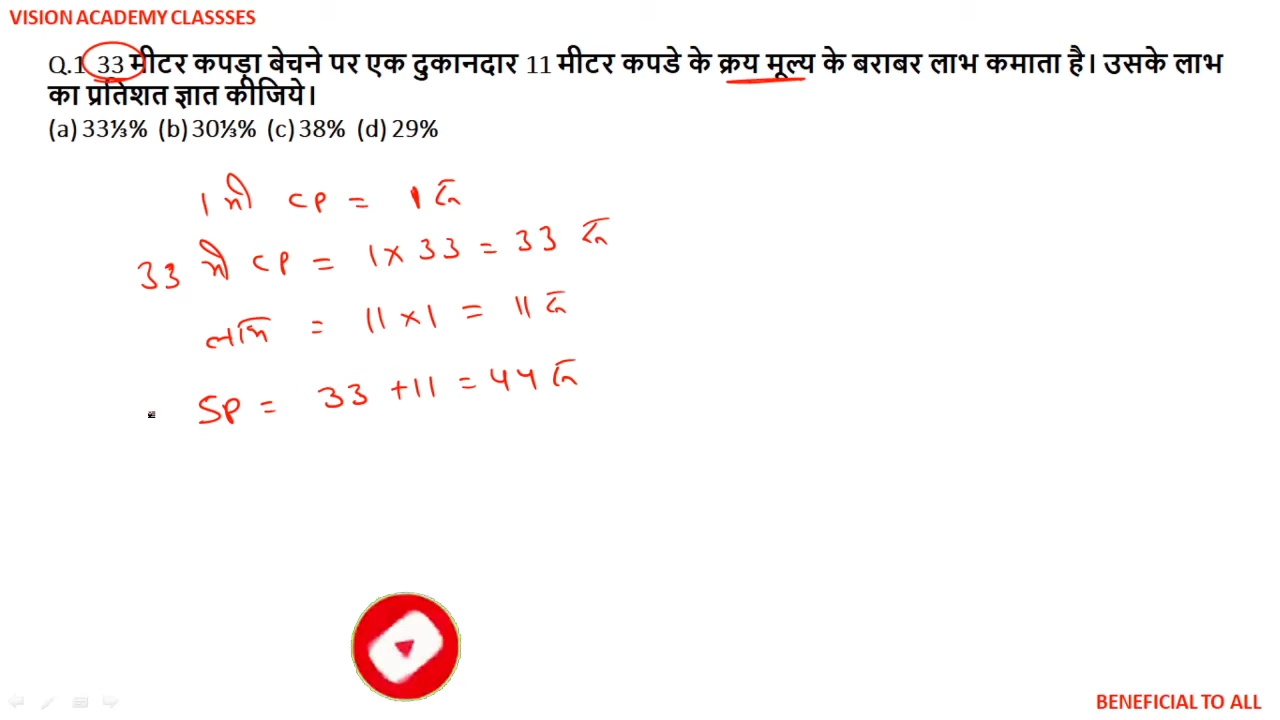 VISION ACADEMY CLASSSES
Q.1 33 मीटर कपड़ा बेचने पर एक दुकानदार 11 मीटर कपडे के क्रय मूल्य के बराबर लाभ कमाता है। उसके लाभ
का प्रतिशत ज्ञात कीजिये।
(a) 33⅓% (b) 30⅓% (c) 38% (d) 29%
1 मी CP = 1 रु
33 मी CP = 1 × 33 = 33 रु
लाभ = 11 × 1 = 11 रु
SP = 33 + 11 = 44 रु
BENEFICIAL TO ALL